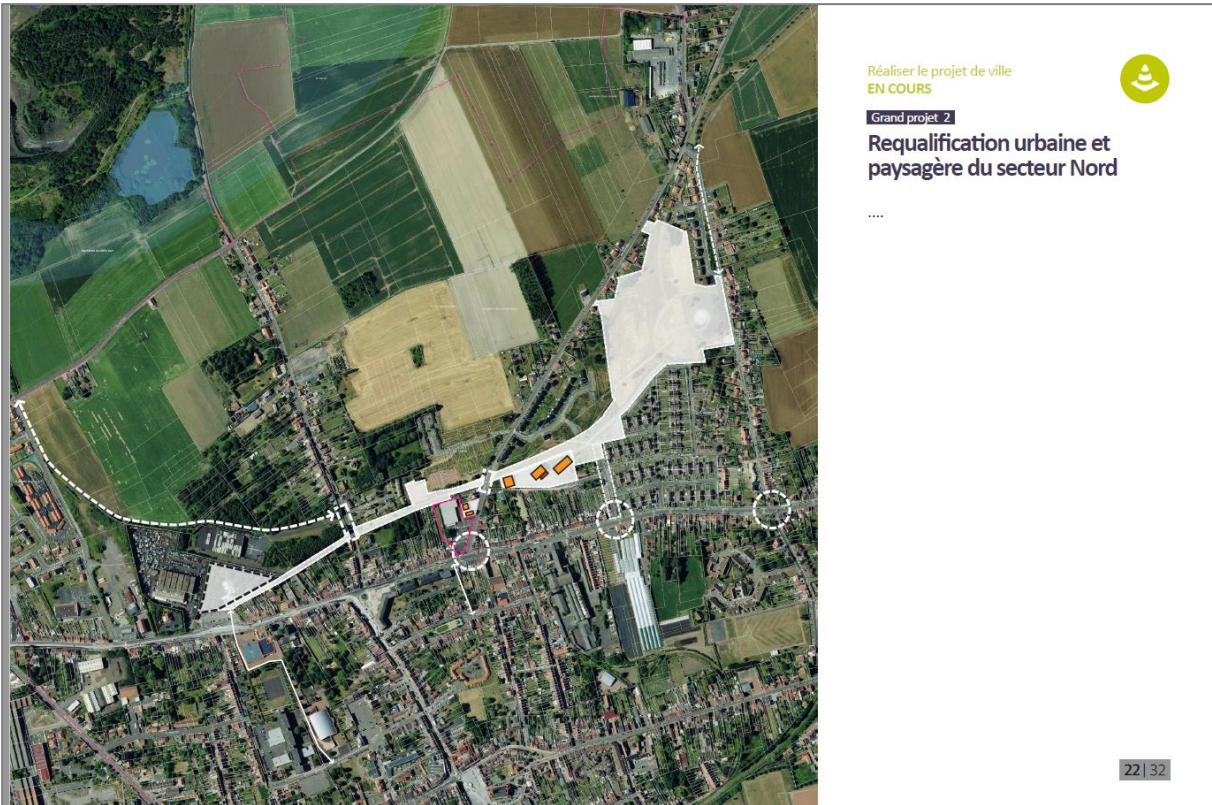 Réaliser le projet de ville
EN COURS
Grand projet 2
Requalification urbaine et
paysagère du secteur Nord
....
22 | 32